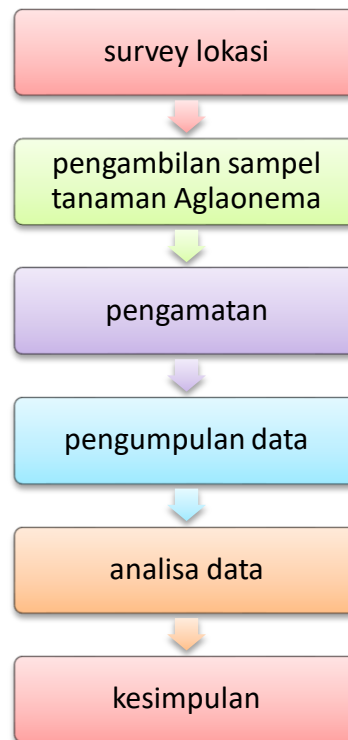 survey lokasi
pengambilan sampel
tanaman Aglaonema
pengamatan
pengumpulan data
analisa data
kesimpulan